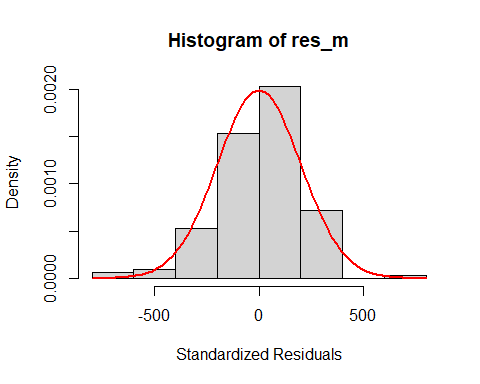 Histogram of res_m
Density
0.0020
0.0010
0.0000
-500 0 500
Standardized Residuals